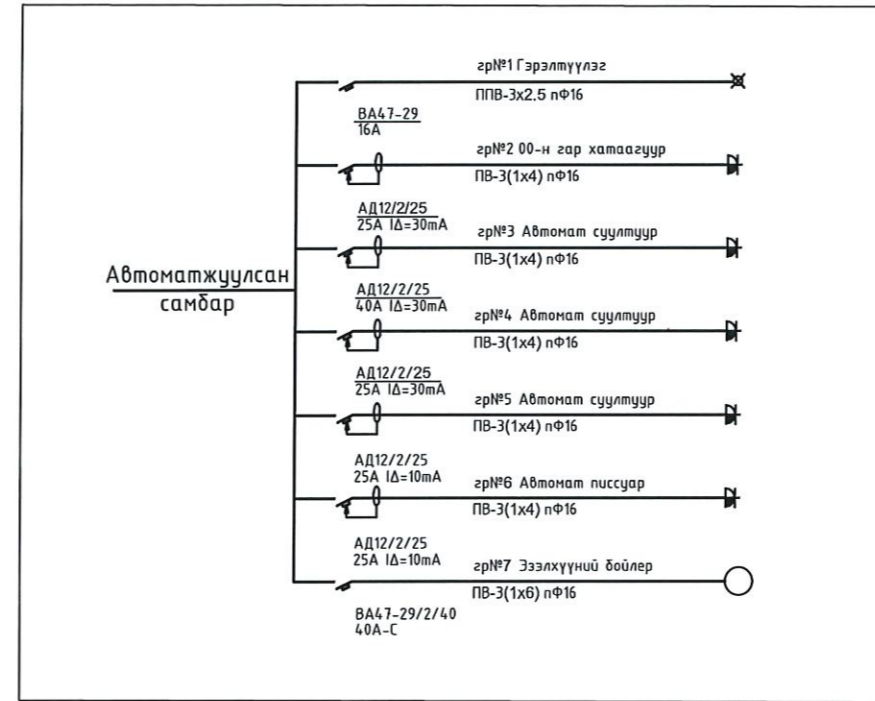 гр№1 Гэрэлтүүлэг
ППВ-3х2.5 пФ16
ВА47-29
16А
гр№2 00-н гар хатаагуур
ПВ-3(1х4) пФ16
АД12/2/25
25А IΔ=30mA
гр№3 Автомат суултуур
ПВ-3(1х4) пФ16
Автоматжуулсан
самбар
АД12/2/25
40А IΔ=30mA
гр№4 Автомат суултуур
ПВ-3(1х4) пФ16
АД12/2/25
25А IΔ=30mA
гр№5 Автомат суултуур
ПВ-3(1х4) пФ16
АД12/2/25
25А IΔ=10mA
гр№6 Автомат писсуар
ПВ-3(1х4) пФ16
АД12/2/25
25А IΔ=10mA
гр№7 Эзэлхүүний бойлер
ПВ-3(1х6) пФ16
ВА47-29/2/40
40А-С